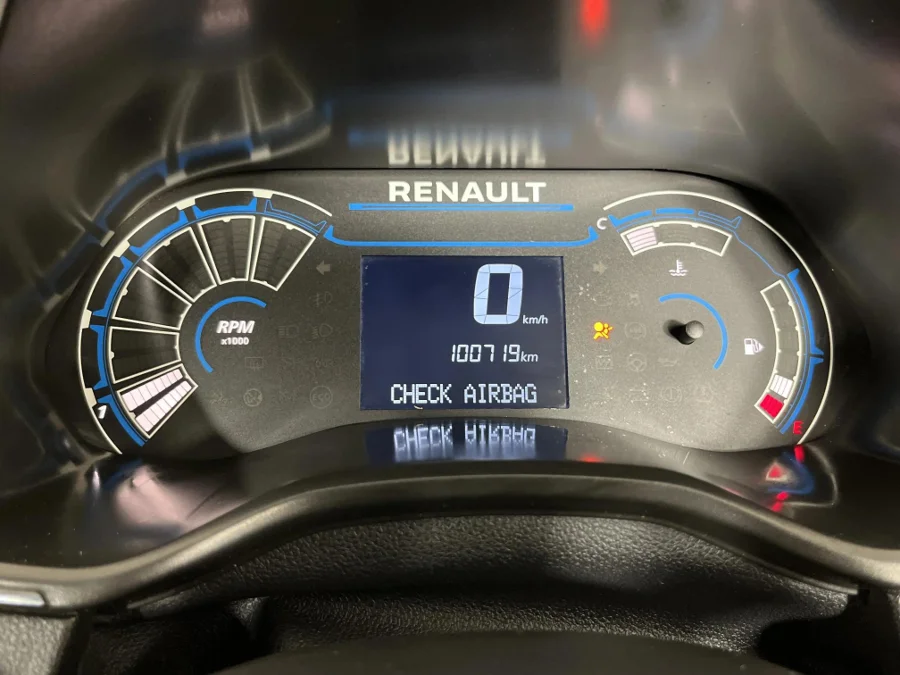 RENAULT
C
0 km/h
RPM
x1000
100719km
CHECK AIRBAG
1
E